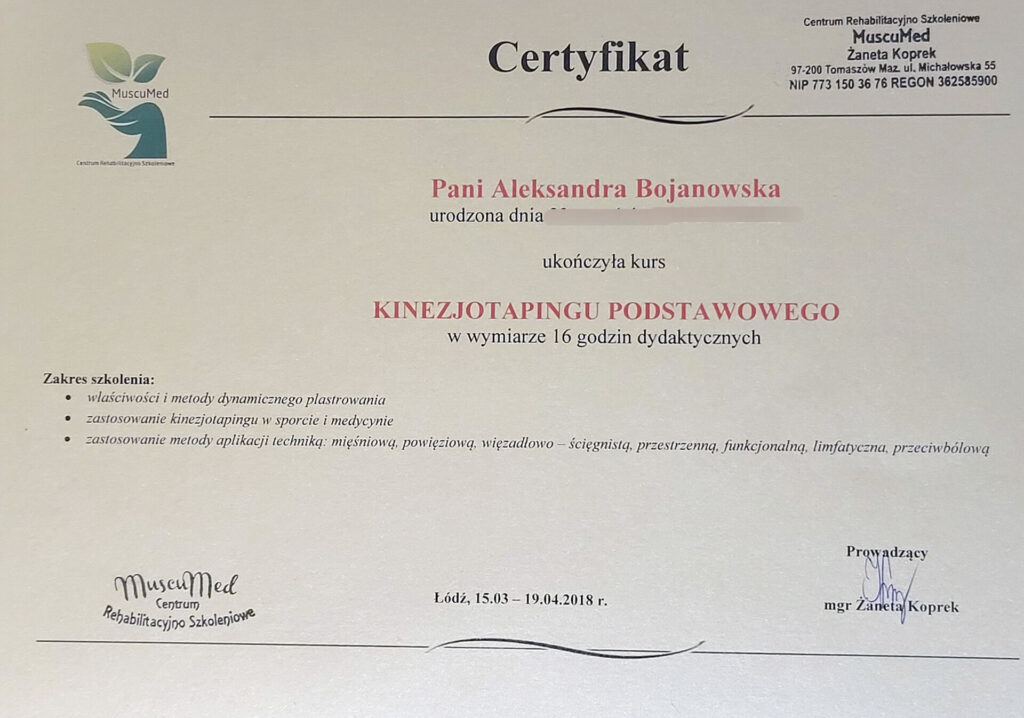 MuscuMed
Centrum Rehabilitacyjno Szkoleniowe
Certyfikat
Centrum Rehabilitacyjno Szkoleniowe
MuscuMed
Żaneta Koprek
97-200 Tomaszów Maz. ul. Michałowska 55
NIP 773 150 36 76 REGON 362585900
Pani Aleksandra Bojanowska
urodzona dnia
ukończyła kurs
KINEZJOTAPINGU PODSTAWOWEGO
w wymiarze 16 godzin dydaktycznych
Zakres szkolenia:
• właściwości i metody dynamicznego plastrowania
• zastosowanie kinezjotapingu w sporcie i medycynie
• zastosowanie metody aplikacji techniką: mięśniową, powięziową, więzadłowo – ścięgnistą, przestrzenną, funkcjonalną, limfatyczna, przeciwbólową
MuscuMed
Centrum
Rehabilitacyjno Szkoleniowe
Łódź, 15.03 – 19.04.2018 r.
Prowadzący
mgr Żaneta Koprek